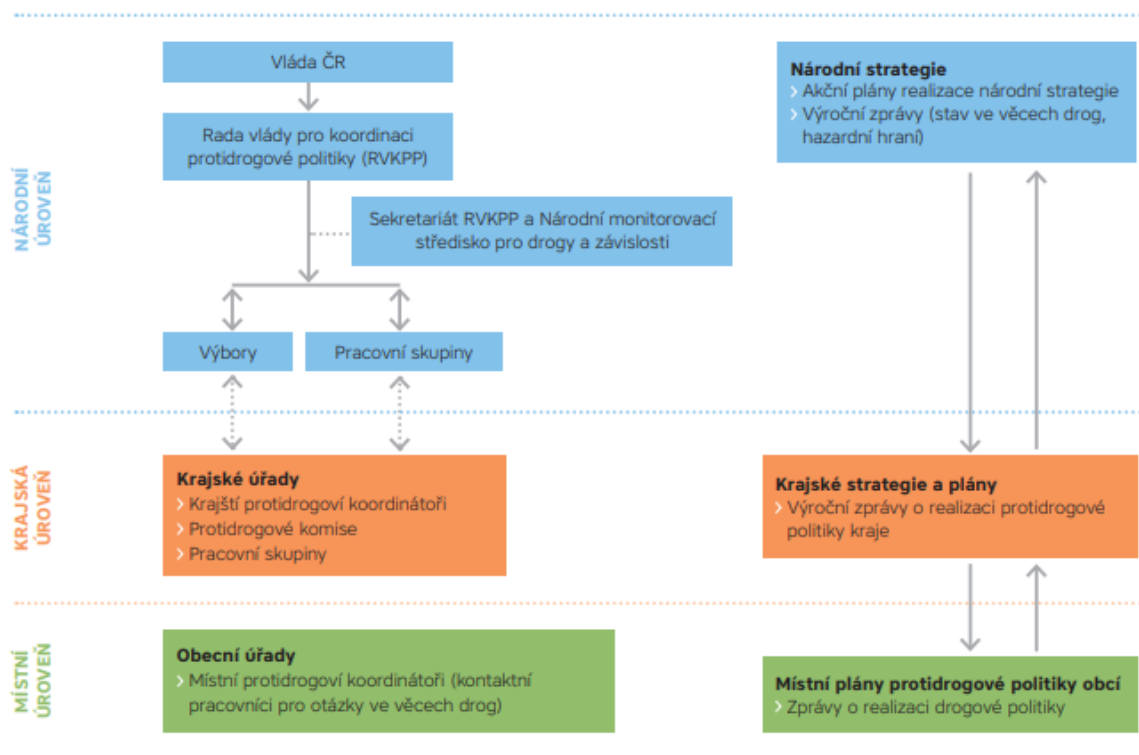 NÁRODNÍ
ÚROVEŇ
Vláda ČR
Rada vlády pro koordinaci
protidrogové politiky (RVKPP)
Sekretariát RVKPP a Národní monitorovací
středisko pro drogy a závislosti
Výbory
Pracovní skupiny
Národní strategie
› Akční plány realizace národní strategie
› Výroční zprávy (stav ve věcech drog,
hazardní hraní)
KRAJSKÁ
ÚROVEŇ
Krajské úřady
› Krajští protidrogoví koordinátoři
› Protidrogové komise
› Pracovní skupiny
Krajské strategie a plány
› Výroční zprávy o realizaci protidrogové
politiky kraje
MÍSTNÍ
ÚROVEŇ
Obecní úřady
› Místní protidrogoví koordinátoři (kontaktní
pracovníci pro otázky ve věcech drog)
Místní plány protidrogové politiky obcí
› Zprávy o realizaci drogové politiky